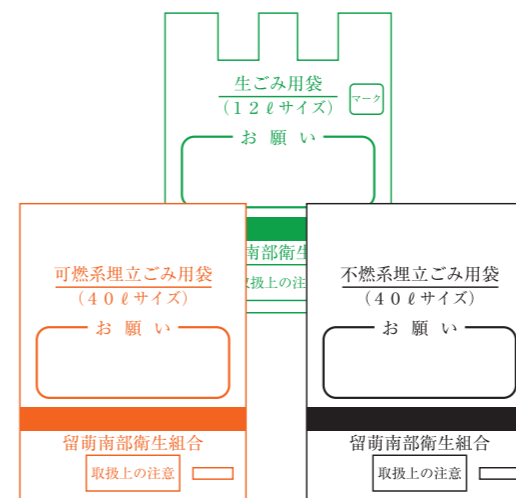 生ごみ用袋
(12ℓサイズ)
マーク
お願い
南部衛生
取扱上の注
可燃系埋立ごみ用袋
(40ℓサイズ)
お願い
留萌南部衛生組合
取扱上の注意
不燃系埋立ごみ用袋
(40ℓサイズ)
お願い
留萌南部衛生組合
取扱上の注意